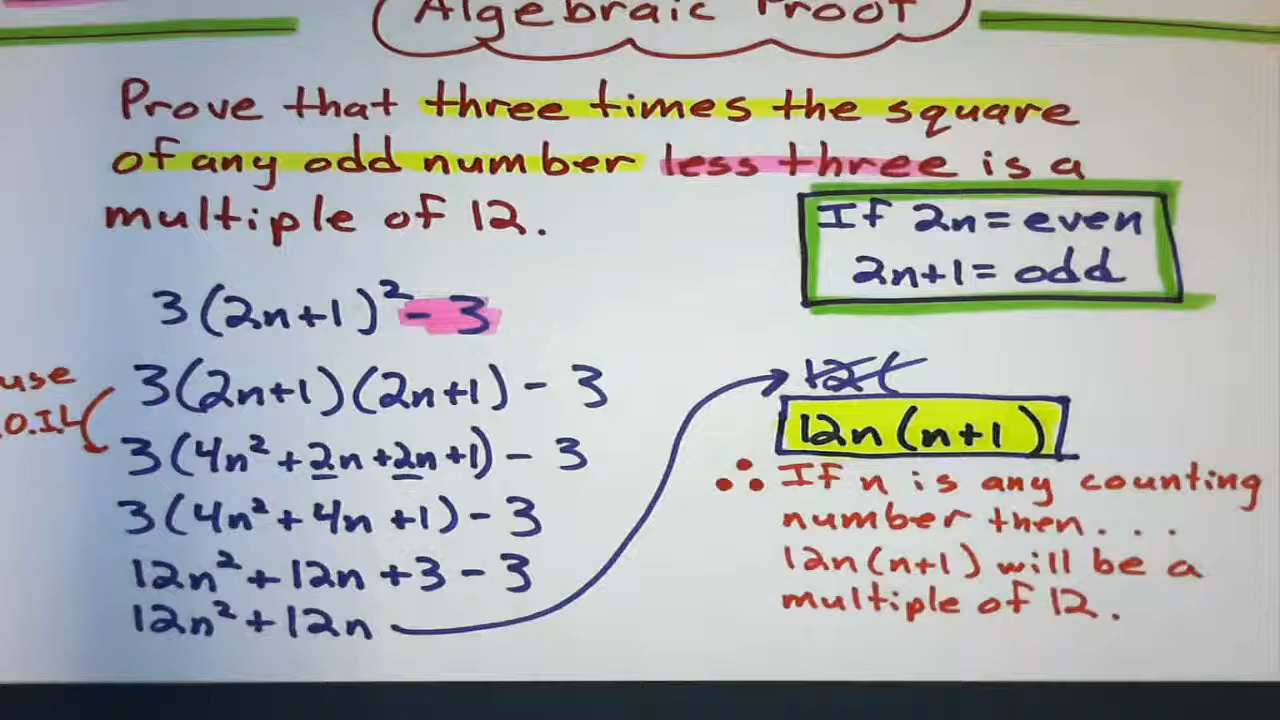 Algebraic Proof
Prove that three times the square
of any odd number less three is a
multiple of 12.
If 2n = even
2n+1 = odd
3(2n+1)² - 3
use
3(2n+1)(2n+1) - 3
.O.I.L
3(4n² + 2n + 2n + 1) - 3
3(4n² + 4n + 1) - 3
12n² + 12n + 3 - 3
12n² + 12n
12(
12n(n+1)
∴ If n is any counting
number then...
12n(n+1) will be a
multiple of 12.